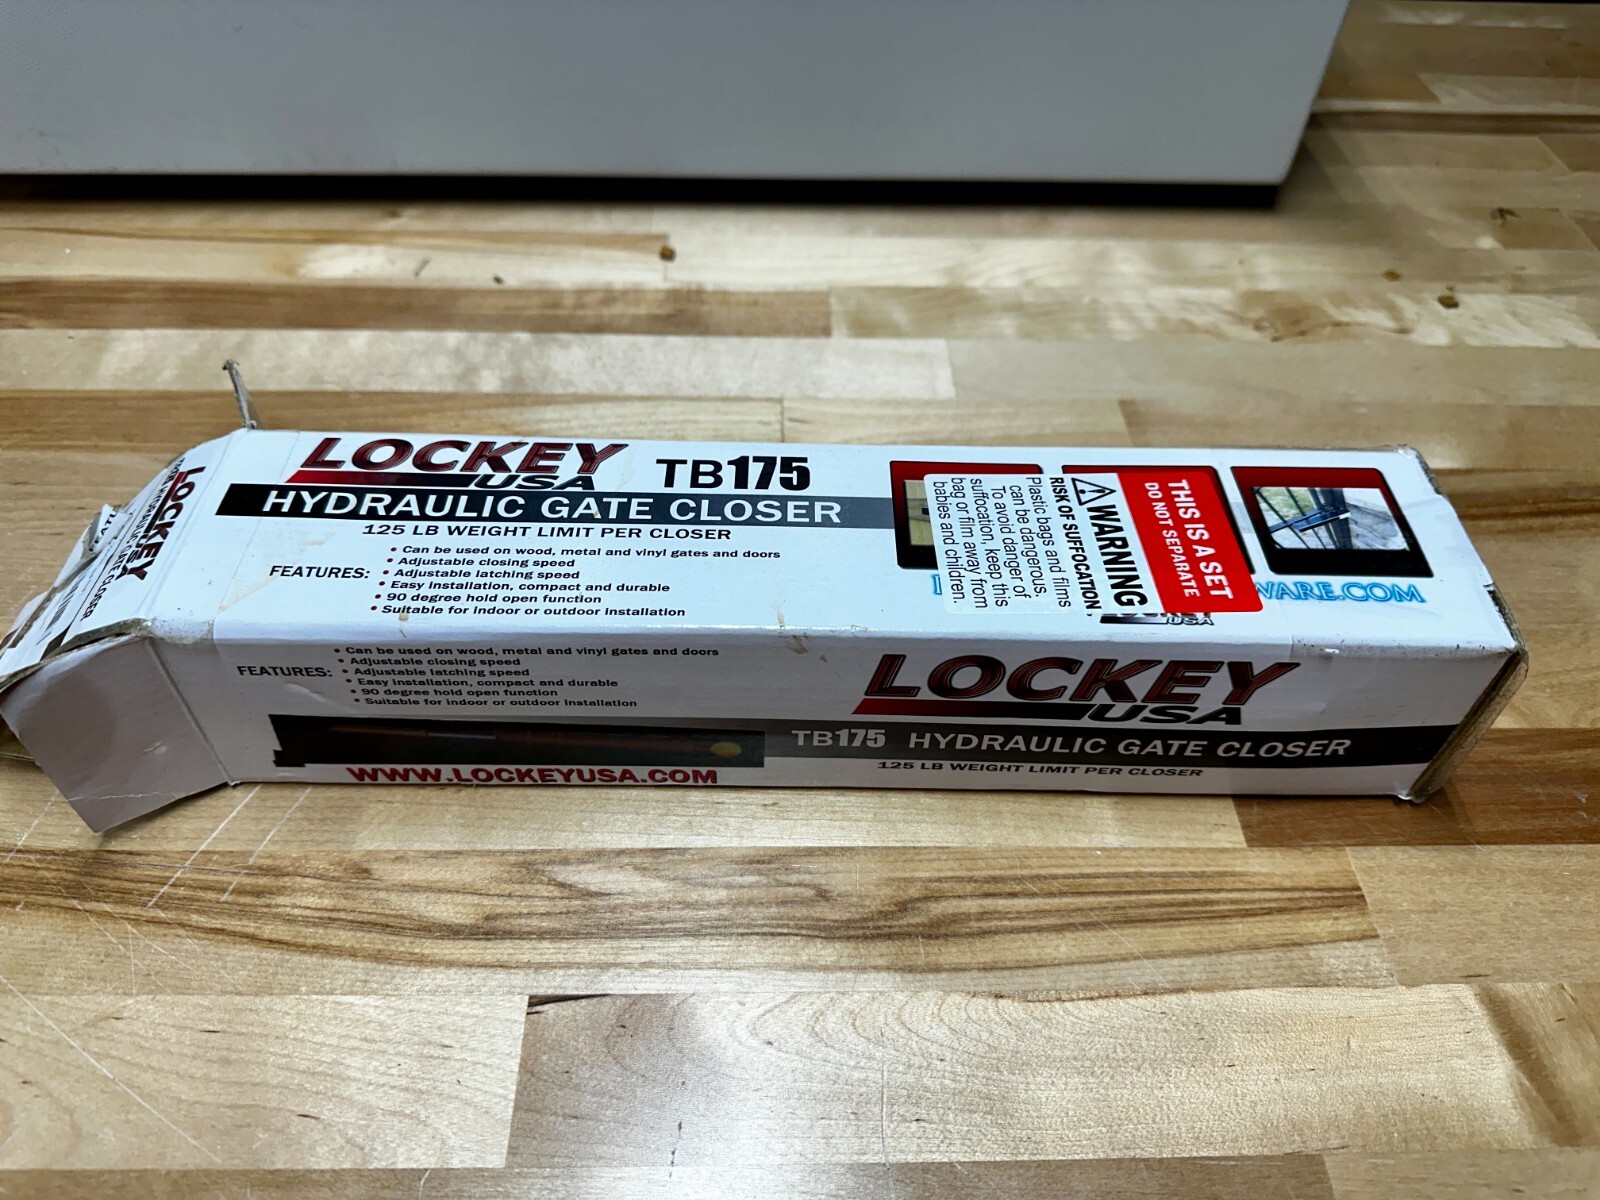 LOCKEY
USA
TB175
HYDRAULIC GATE CLOSER
125 LB WEIGHT LIMIT PER CLOSER
FEATURES:
• Can be used on wood, metal and vinyl gates and doors
• Adjustable closing speed
• Adjustable latching speed
• Easy installation, compact and durable
• 90 degree hold open function
• Suitable for indoor or outdoor installation
THIS IS A SET
DO NOT SEPARATE
WARNING
RISK OF SUFFOCATION
Plastic bags and films
can be dangerous.
To avoid danger of
suffocation, keep this
bag or film away from
babies and children.
WARE.COM
USA
FEATURES:
• Can be used on wood, metal and vinyl gates and doors
• Adjustable closing speed
• Adjustable latching speed
• Easy installation, compact and durable
• 90 degree hold open function
• Suitable for indoor or outdoor installation
WWW.LOCKEYUSA.COM
LOCKEY
USA
TB175 HYDRAULIC GATE CLOSER
125 LB WEIGHT LIMIT PER CLOSER
LOCKEY
USA
HYDRAULIC GATE CLOSER
LOCKEY